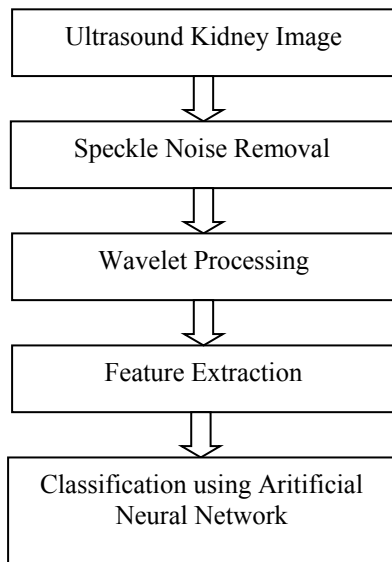 Ultrasound Kidney Image
Speckle Noise Removal
Wavelet Processing
Feature Extraction
Classification using Aritificial
Neural Network